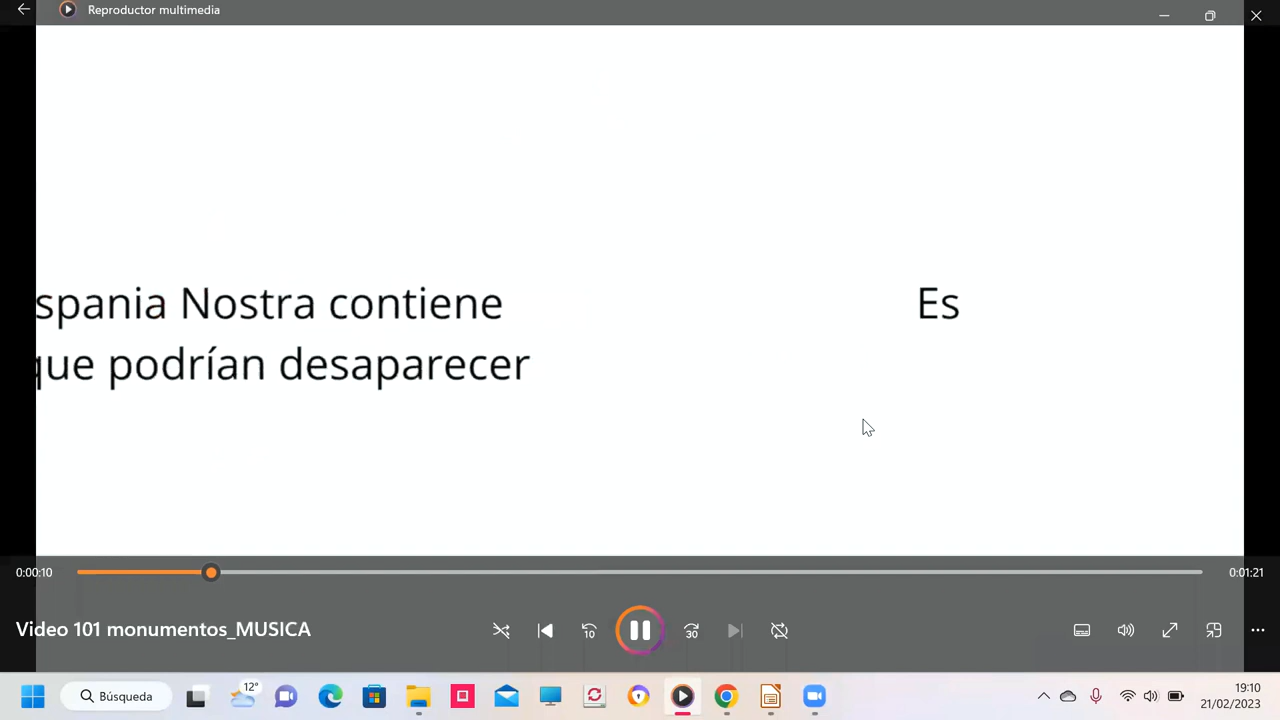 Reproductor multimedia
spania Nostra contiene
Es
que podrían desaparecer
0:00:10
0:01:21
Video 101 monumentos_MUSICA
10
30
12°
Búsqueda
19:10
21/02/2023